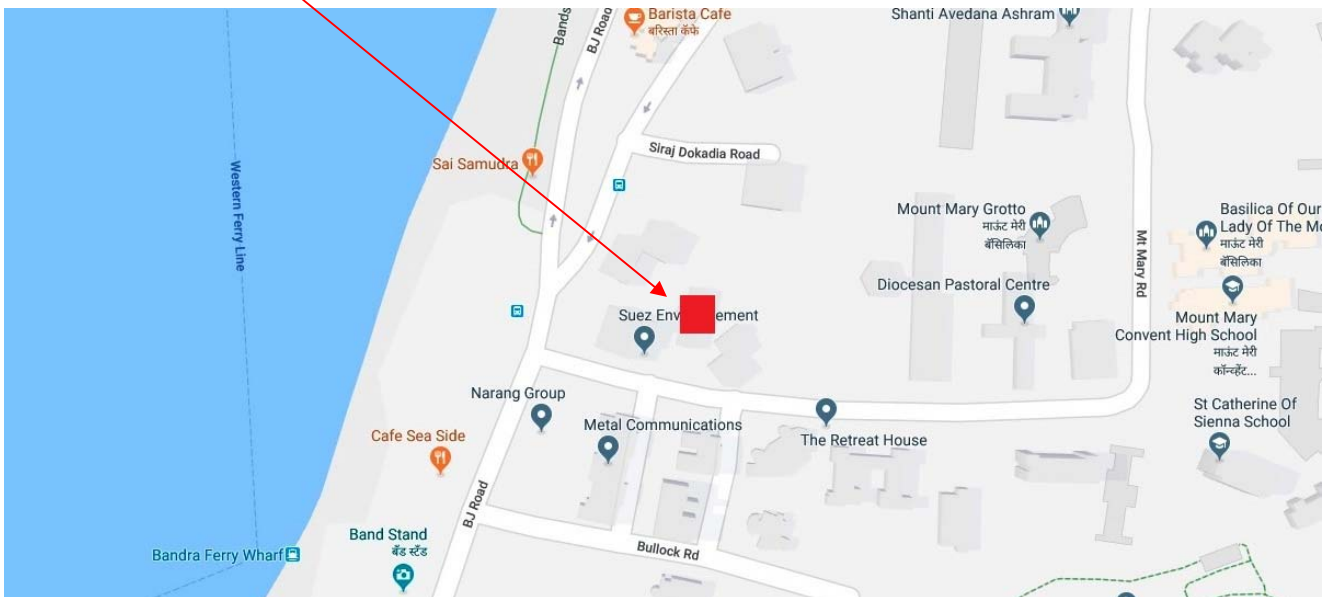 Barista Cafe
बरिस्ता कॅफे
Shanti Avedana Ashram
Bands
BJ Road
Siraj Dokadia Road
Sai Samudra
Western Ferry Line
Mount Mary Grotto
माऊंट मेरी
बॅसिलिका
Basilica Of Our
Lady Of The Mo
माऊंट मेरी
बॅसिलिका
Mt Mary Rd
Diocesan Pastoral Centre
Suez Env ement
Mount Mary
Convent High School
माऊंट मेरी
कॉन्व्हेंट...
Narang Group
Metal Communications
The Retreat House
St Catherine Of
Sienna School
Cafe Sea Side
BJ Road
Band Stand
बँड स्टँड
Bandra Ferry Wharf
Bullock Rd